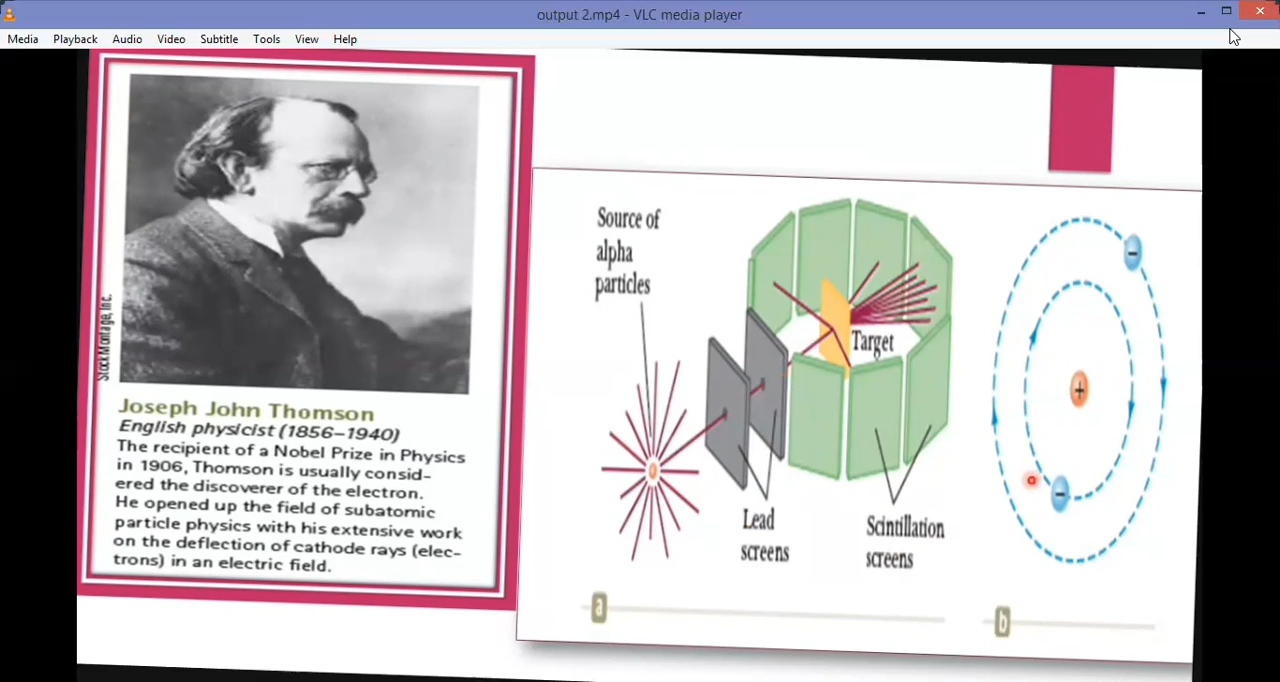 output 2.mp4 - VLC media player
Media Playback Audio Video Subtitle Tools View Help
Stock Montage, Inc.
Joseph John Thomson
English physicist (1856–1940)
The recipient of a Nobel Prize in Physics
in 1906, Thomson is usually consid-
ered the discoverer of the electron.
He opened up the field of subatomic
particle physics with his extensive work
on the deflection of cathode rays (elec-
trons) in an electric field.
Source of
alpha
particles
Target
Lead
screens
Scintillation
screens
a
−
+
−
b